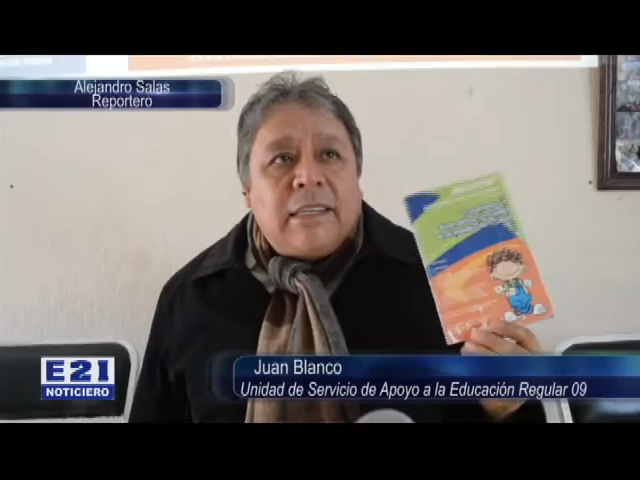 Alejandro Salas
Reportero
E21
NOTICIERO
Juan Blanco
Unidad de Servicio de Apoyo a la Educación Regular 09